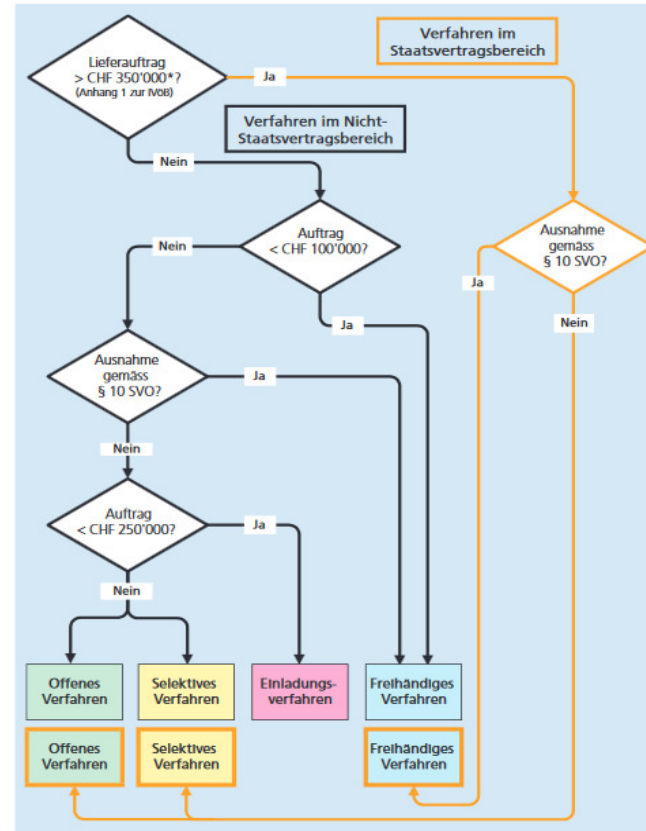 Verfahren im
Staatsvertragsbereich
Lieferauftrag
> CHF 350'000*?
(Anhang 1 zur IVöB)
Ja
Verfahren im Nicht-
Staatsvertragsbereich
Nein
Auftrag
< CHF 100'000?
Nein
Ausnahme
gemäss
§ 10 SVO?
Ja
Ja
Nein
Ausnahme
gemäss
§ 10 SVO?
Ja
Nein
Auftrag
< CHF 250'000?
Ja
Nein
Offenes
Verfahren
Selektives
Verfahren
Einladungs-
verfahren
Freihändiges
Verfahren
Offenes
Verfahren
Selektives
Verfahren
Freihändiges
Verfahren